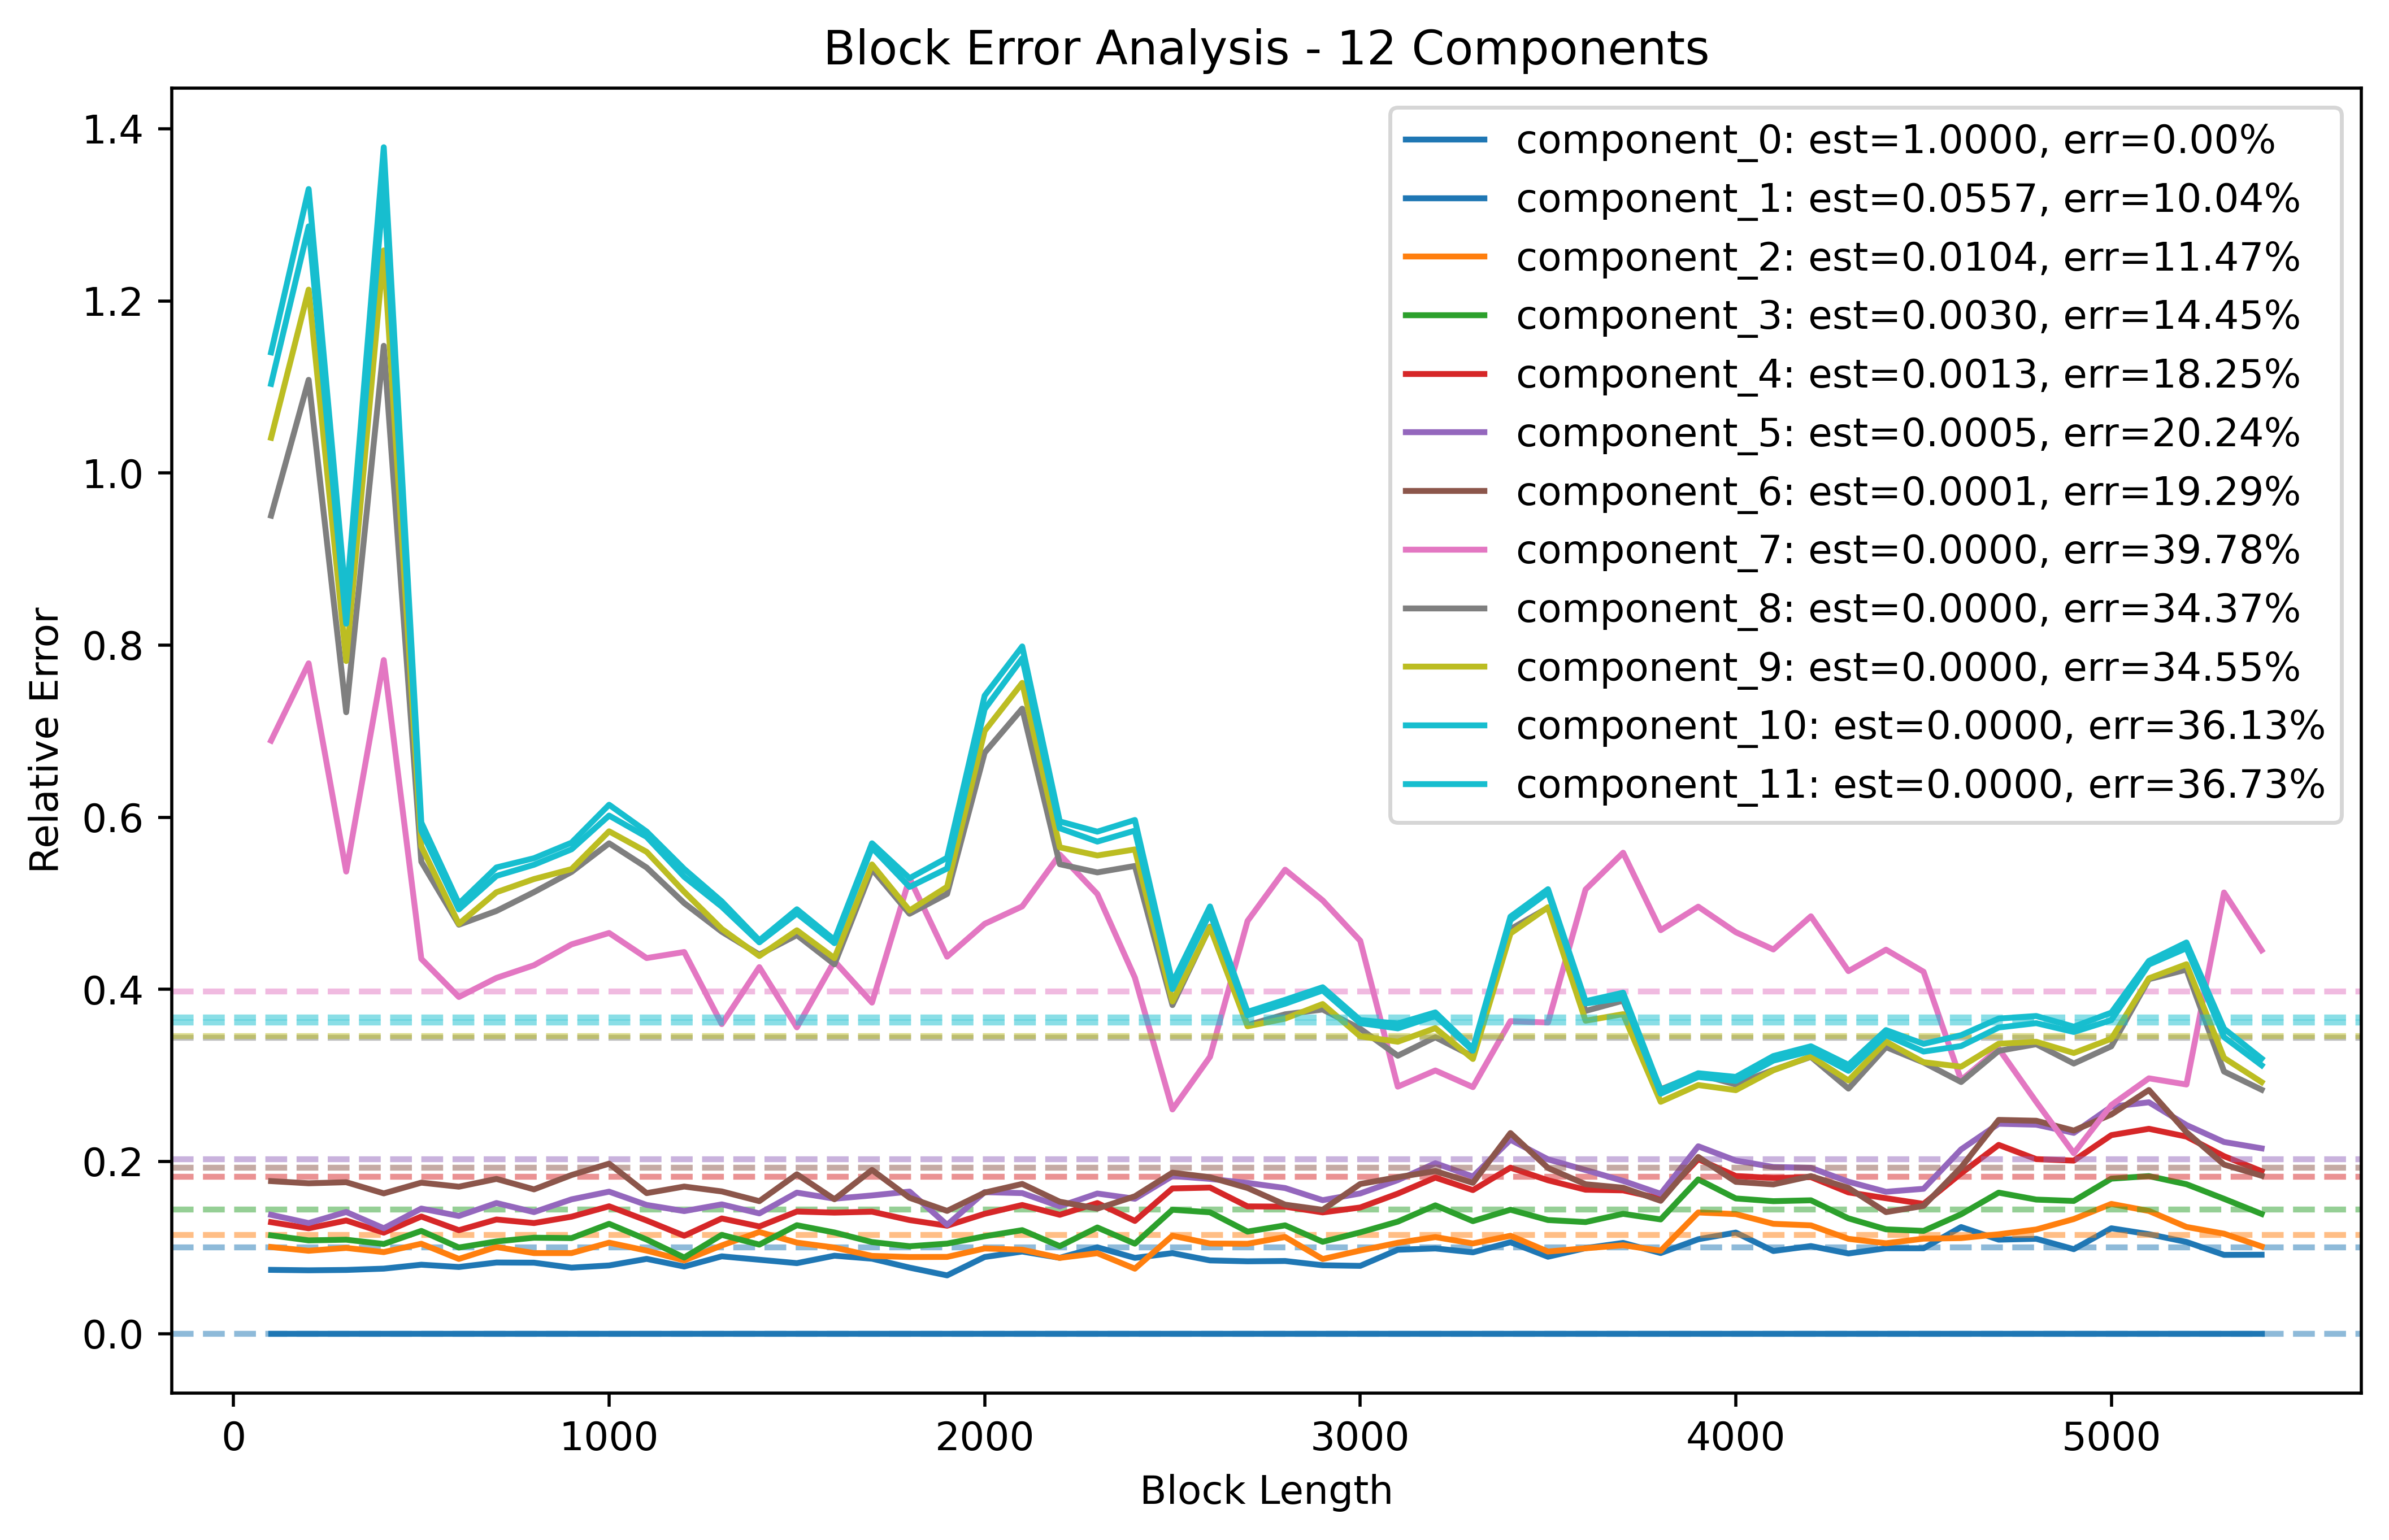 Block Error Analysis - 12 Components
component_0: est=1.0000, err=0.00%
component_1: est=0.0557, err=10.04%
component_2: est=0.0104, err=11.47%
component_3: est=0.0030, err=14.45%
component_4: est=0.0013, err=18.25%
component_5: est=0.0005, err=20.24%
component_6: est=0.0001, err=19.29%
component_7: est=0.0000, err=39.78%
component_8: est=0.0000, err=34.37%
component_9: est=0.0000, err=34.55%
component_10: est=0.0000, err=36.13%
component_11: est=0.0000, err=36.73%
Relative Error
1.4
1.2
1.0
0.8
0.6
0.4
0.2
0.0
0 1000 2000 3000 4000 5000
Block Length